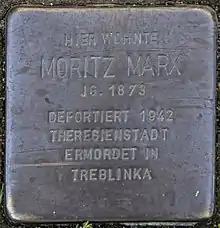 HIER WOHNTE
MORITZ MARX
JG. 1873
DEPORTIERT 1942
THERESIENSTADT
ERMORDET IN
TREBLINKA